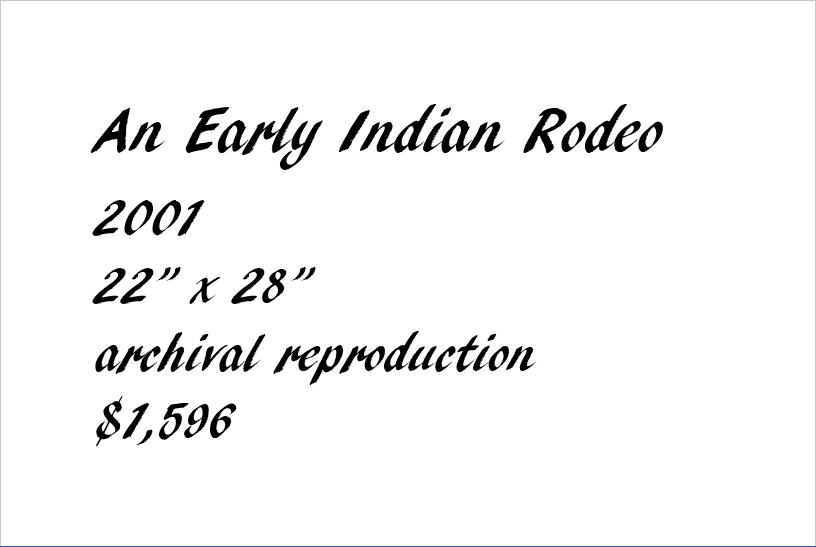 An Early Indian Rodeo
2001
22” x 28”
archival reproduction
$1,596